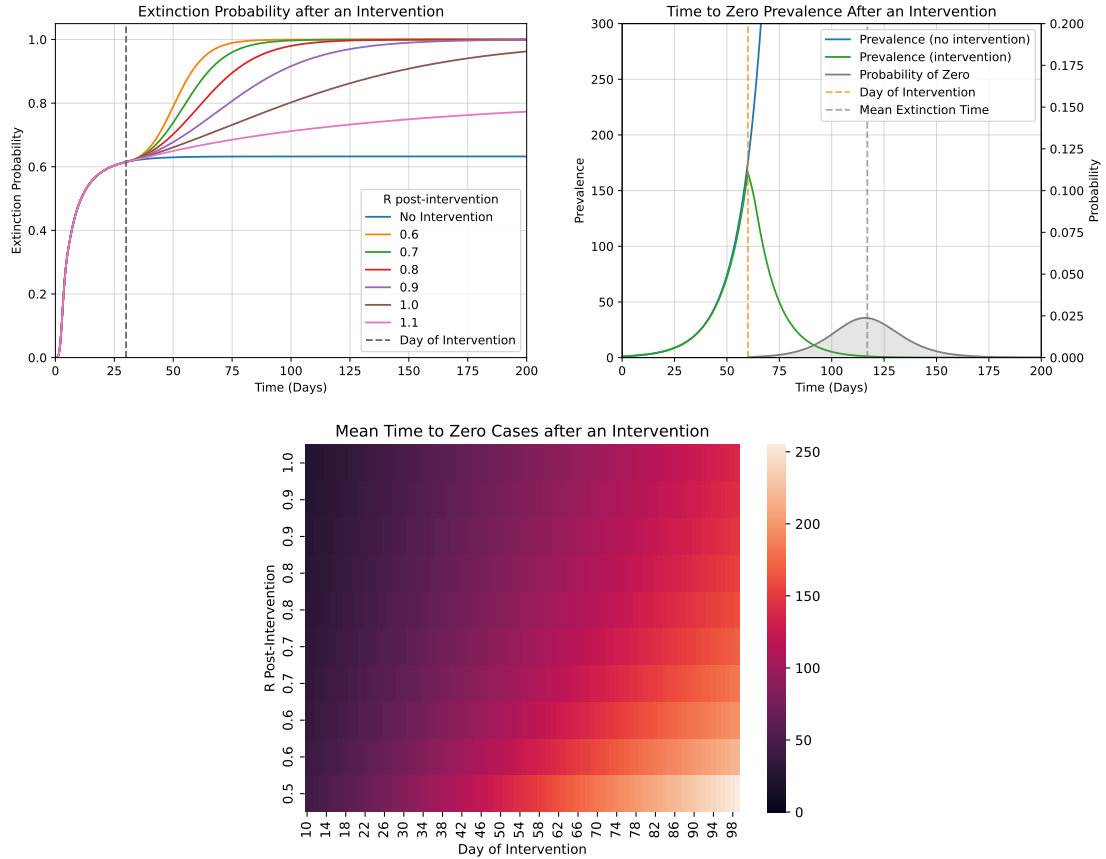 Extinction Probability after an Intervention
Extinction Probability
1.0
0.8
0.6
0.4
0.2
0.0
0 25 50 75 100 125 150 175 200
Time (Days)
R post-intervention
No Intervention
0.6
0.7
0.8
0.9
1.0
1.1
Day of Intervention
Time to Zero Prevalence After an Intervention
Prevalence
300
250
200
150
100
50
0
0 25 50 75 100 125 150 175 200
Time (Days)
Prevalence (no intervention)
Prevalence (intervention)
Probability of Zero
Day of Intervention
Mean Extinction Time
0.200
0.175
0.150
0.125
0.100
0.075
0.050
0.025
0.000
Probability
Mean Time to Zero Cases after an Intervention
R Post-Intervention
1.0
0.9
0.9
0.8
0.8
0.7
0.7
0.6
0.6
0.5
10 14 18 22 26 30 34 38 42 46 50 54 58 62 66 70 74 78 82 86 90 94 98
Day of Intervention
250
200
150
100
50
0